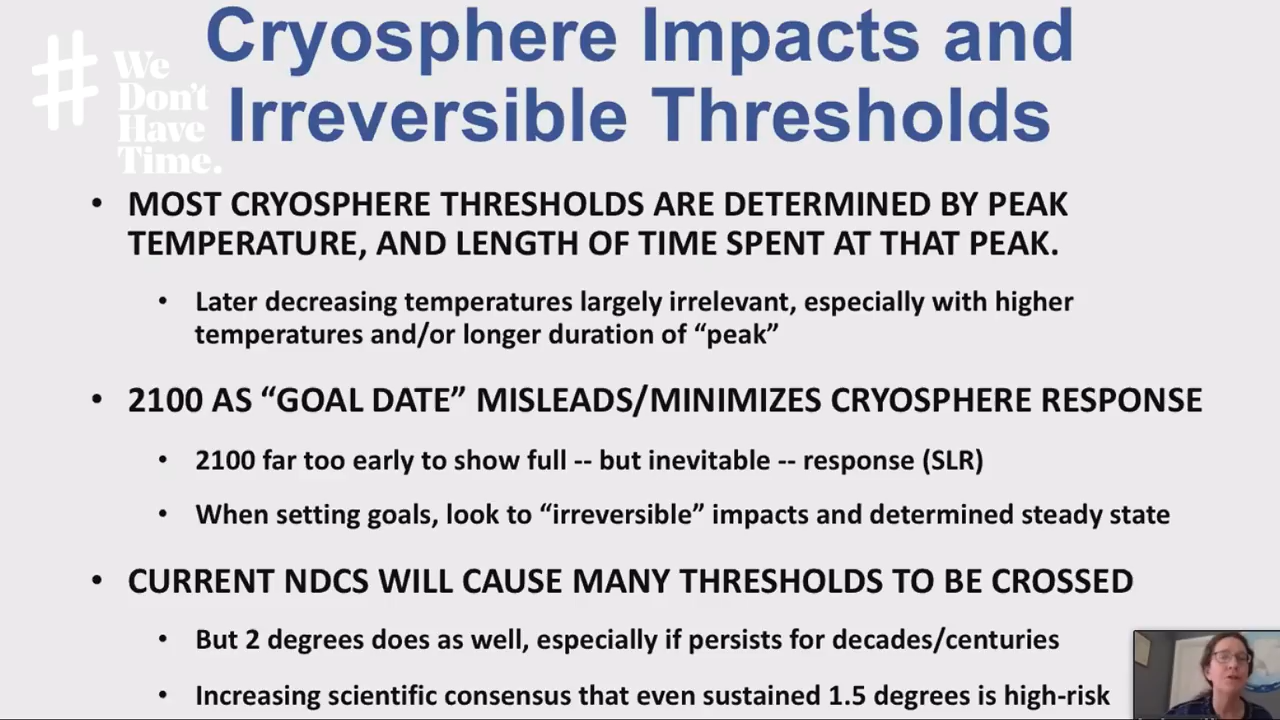 Cryosphere Impacts and
Irreversible Thresholds
#
We
Don't
Have
Time.
• MOST CRYOSPHERE THRESHOLDS ARE DETERMINED BY PEAK
TEMPERATURE, AND LENGTH OF TIME SPENT AT THAT PEAK.
• Later decreasing temperatures largely irrelevant, especially with higher
temperatures and/or longer duration of “peak”
• 2100 AS “GOAL DATE” MISLEADS/MINIMIZES CRYOSPHERE RESPONSE
• 2100 far too early to show full -- but inevitable -- response (SLR)
• When setting goals, look to “irreversible” impacts and determined steady state
• CURRENT NDCS WILL CAUSE MANY THRESHOLDS TO BE CROSSED
• But 2 degrees does as well, especially if persists for decades/centuries
• Increasing scientific consensus that even sustained 1.5 degrees is high-risk